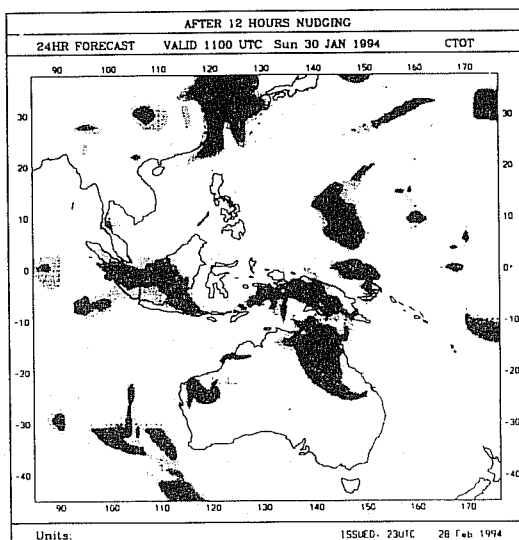 AFTER 12 HOURS NUDGING
24HR FORECAST VALID 1100 UTC Sun 30 JAN 1994 CTOT
90 100 110 120 130 140 150 160 170
30 30
20 20
10 10
0 0
-10 -10
-20 -20
-30 -30
-40 -40
90 100 110 120 130 140 150 160 170
Units: ISSUED. 23UTC 28 Feb 1994